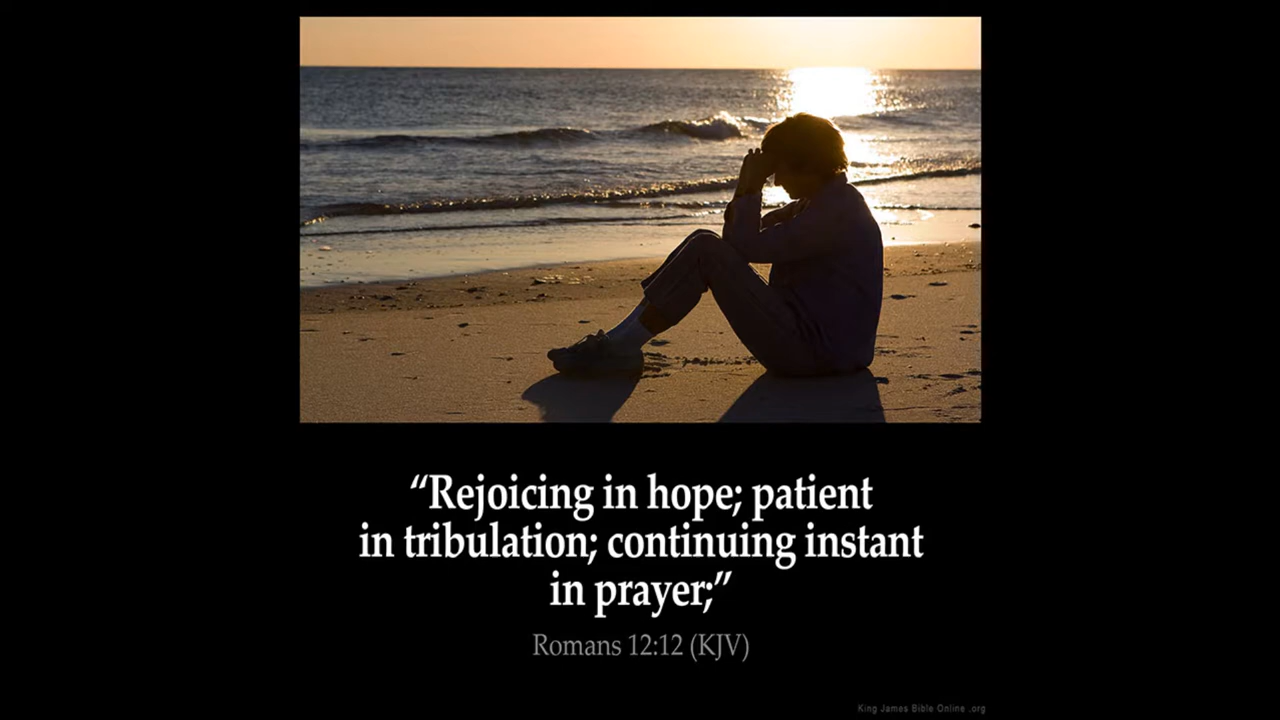 “Rejoicing in hope; patient
in tribulation; continuing instant
in prayer;”
Romans 12:12 (KJV)
King James Bible Online .org